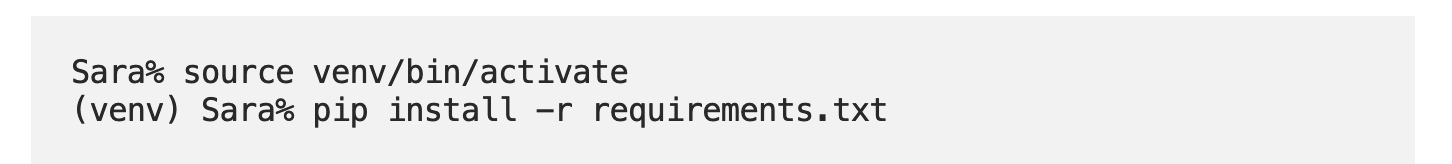 Sara% source venv/bin/activate
(venv) Sara% pip install -r requirements.txt